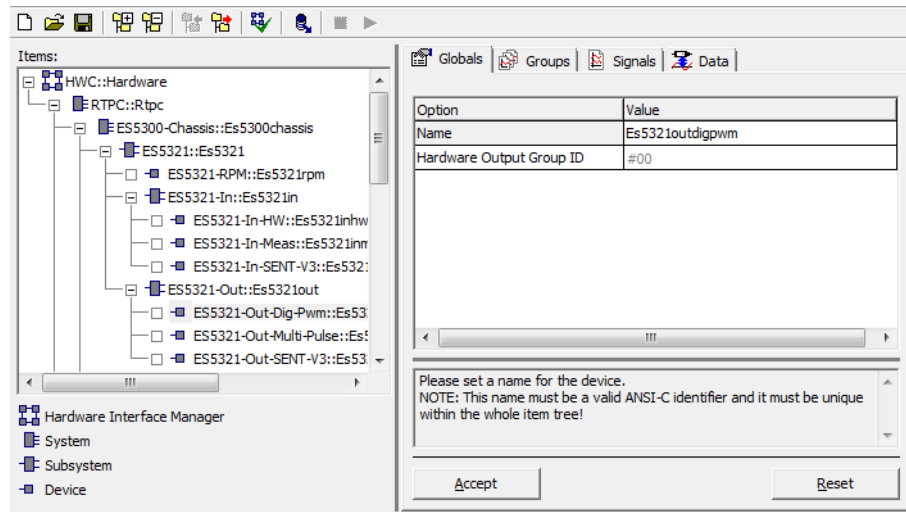 Items:
HWC::Hardware
RTPC::Rtpc
ES5300-Chassis::Es5300chassis
ES5321::Es5321
ES5321-RPM::Es5321rpm
ES5321-In::Es5321in
ES5321-In-HW::Es5321inhw
ES5321-In-Meas::Es5321inm
ES5321-In-SENT-V3::Es5321
ES5321-Out::Es5321out
ES5321-Out-Dig-Pwm::Es53
ES5321-Out-Multi-Pulse::Es5
ES5321-Out-SENT-V3::Es53
Hardware Interface Manager
System
Subsystem
Device
Globals Groups Signals Data
Option Value
Name Es5321outdigpwm
Hardware Output Group ID #00
Please set a name for the device.
NOTE: This name must be a valid ANSI-C identifier and it must be unique
within the whole item tree!
Accept Reset